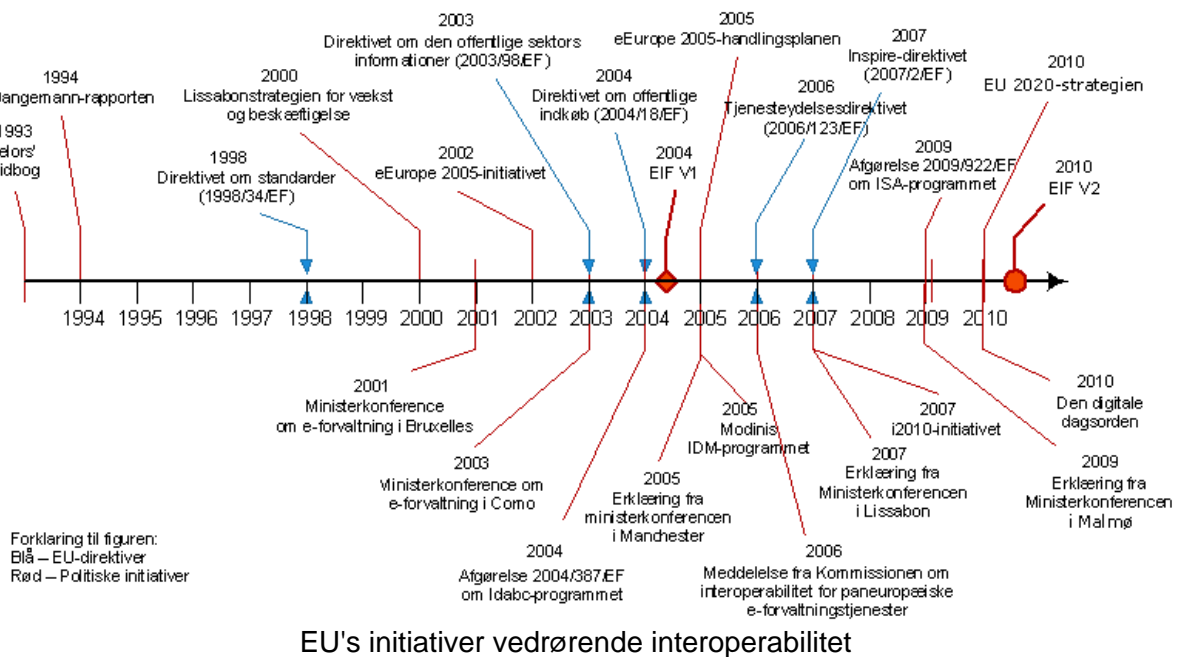 2003
Direktivet om den offentlige sektors
informationer (2003/98/EF)
2005
eEurope 2005-handlingsplanen
2007
Inspire-direktivet
(2007/2/EF)
2010
EU 2020-strategien
1994
angemann-rapporten
2000
Lissabonstrategien for vækst
og beskæftigelse
2004
Direktivet om offentlige
indkøb (2004/18/EF)
2006
Tjenesteydelsesdirektivet
(2006/123/EF)
1993
elors'
idbog
1998
Direktivet om standarder
(1998/34/EF)
2002
eEurope 2005-initiativet
2004
EIF V1
2009
Afgørelse 2009/922/EF
om ISA-programmet
2010
EIF V2
1994 1995 1996 1997 1998 1999 2000 2001 2002 2003 2004 2005 2006 2007 2008 2009 2010
2001
Ministerkonference
om e-forvaltning i Bruxelles
2003
Ministerkonference om
e-forvaltning i Como
2004
Afgørelse 2004/387/EF
om Idabc-programmet
2005
Erklæring fra
ministerkonferencen
i Manchester
2005
Modinis
IDM-programmet
2006
Meddelelse fra Kommissionen om
interoperabilitet for paneuropæiske
e-forvaltningstjenester
2007
i2010-initiativet
2007
Erklæring fra
Ministerkonferencen
i Lissabon
2010
Den digitale
dagsorden
2009
Erklæring fra
Ministerkonferencen
i Malmø
Forklaring til figuren:
Blå – EU-direktiver
Rød – Politiske initiativer
EU's initiativer vedrørende interoperabilitet